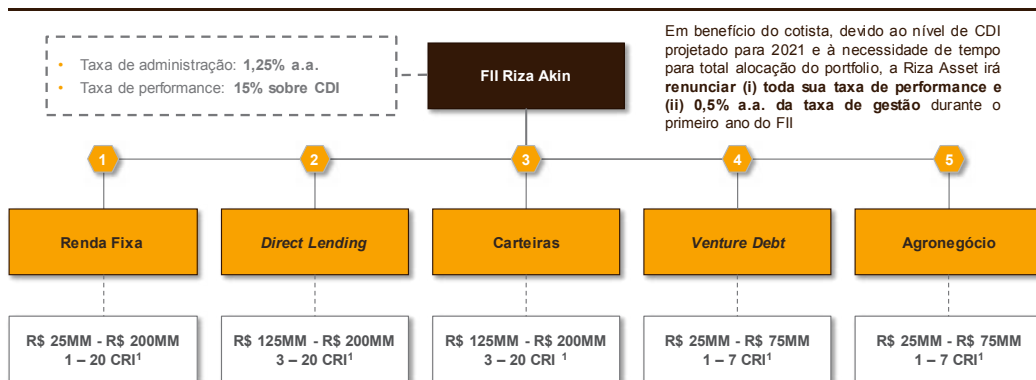 • Taxa de administração: 1,25% a.a.
• Taxa de performance: 15% sobre CDI
FII Riza Akin
Em benefício do cotista, devido ao nível de CDI
projetado para 2021 e à necessidade de tempo
para total alocação do portfolio, a Riza Asset irá
renunciar (i) toda sua taxa de performance e
(ii) 0,5% a.a. da taxa de gestão durante o
primeiro ano do FII
1
2
3
4
5
Renda Fixa
Direct Lending
Carteiras
Venture Debt
Agronegócio
R$ 25MM - R$ 200MM
1 – 20 CRI¹
R$ 125MM - R$ 200MM
3 – 20 CRI¹
R$ 125MM - R$ 200MM
3 – 20 CRI ¹
R$ 25MM - R$ 75MM
1 – 7 CRI¹
R$ 25MM - R$ 75MM
1 – 7 CRI¹